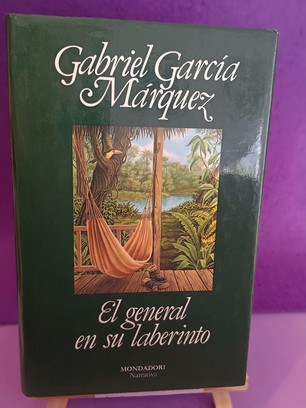 Gabriel García
Márquez
El general
en su laberinto
MONDADORI
Narrativa